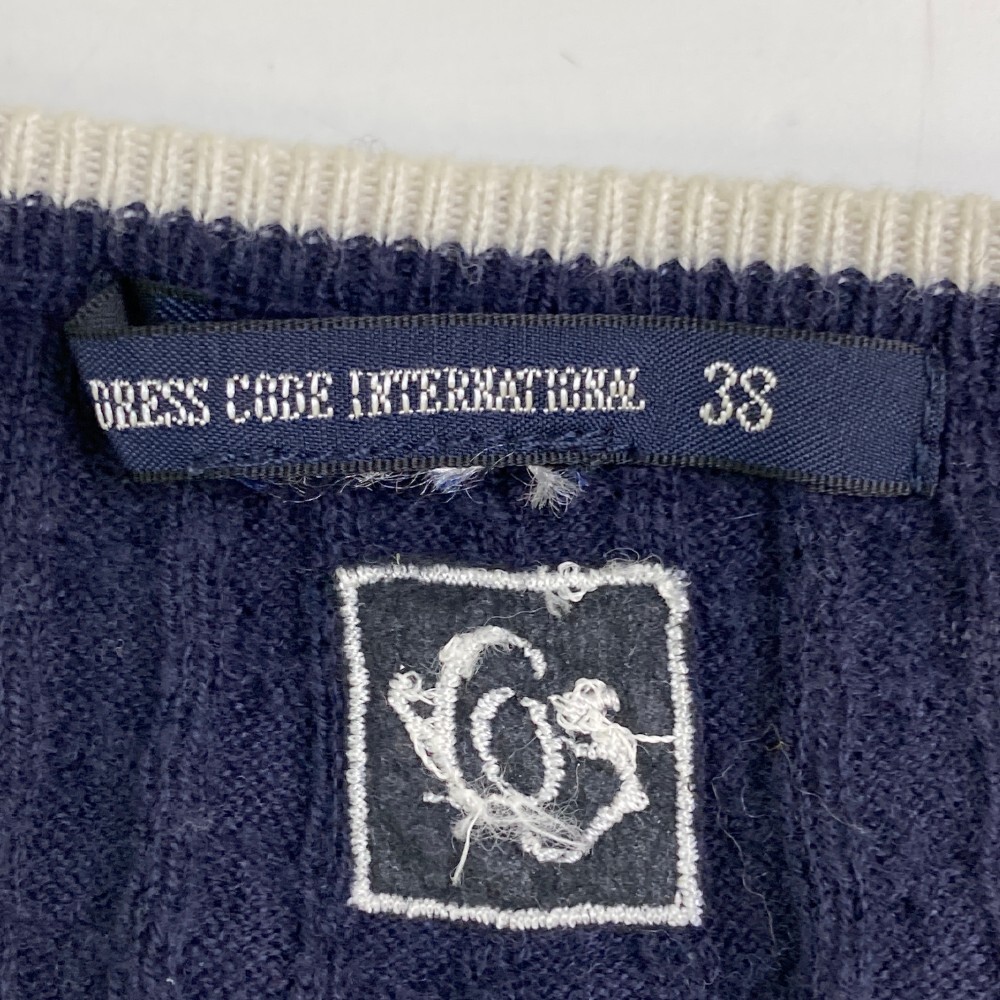 DRESS CODE INTERNATIONAL 38